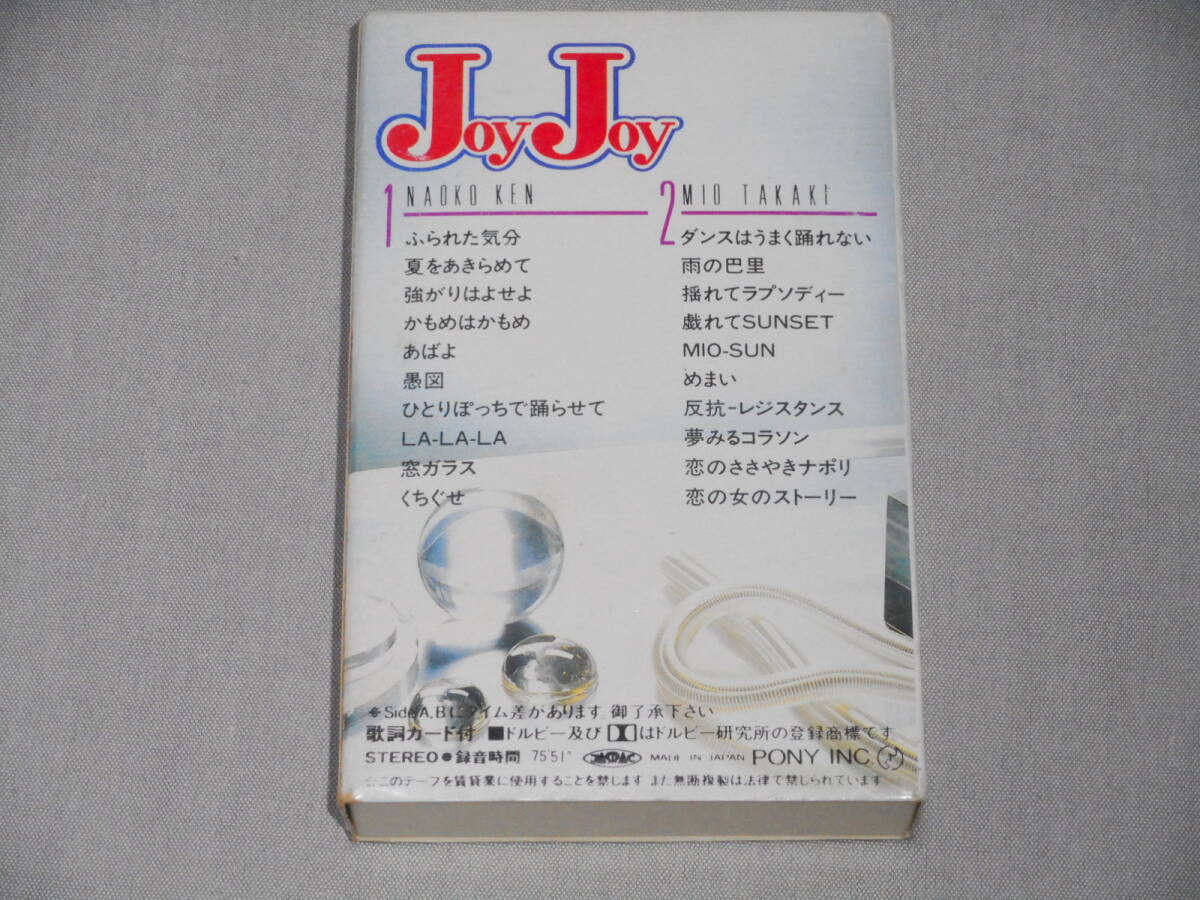 Joy Joy
1 NAOKO KEN
ふられた気分
夏をあきらめて
強がりはよせよ
かもめはかもめ
あばよ
愚図
ひとりぽっちで踊らせて
LA-LA-LA
窓ガラス
くちぐせ
2 MIO TAKAKI
ダンスはうまく踊れない
雨の巴里
揺れてラプソディー
戯れてSUNSET
MIO-SUN
めまい
反抗-レジスタンス
夢みるコラソン
恋のささやきナポリ
恋の女のストーリー
※Side A,Bにタイム差があります 御了承下さい
歌詞カード付 ■ドルビー及び はドルビー研究所の登録商標です
STEREO●録音時間 75'51" MADE IN JAPAN PONY INC.
☆このテープを賃貸業に使用することを禁じます また無断複製は法律で禁じられています